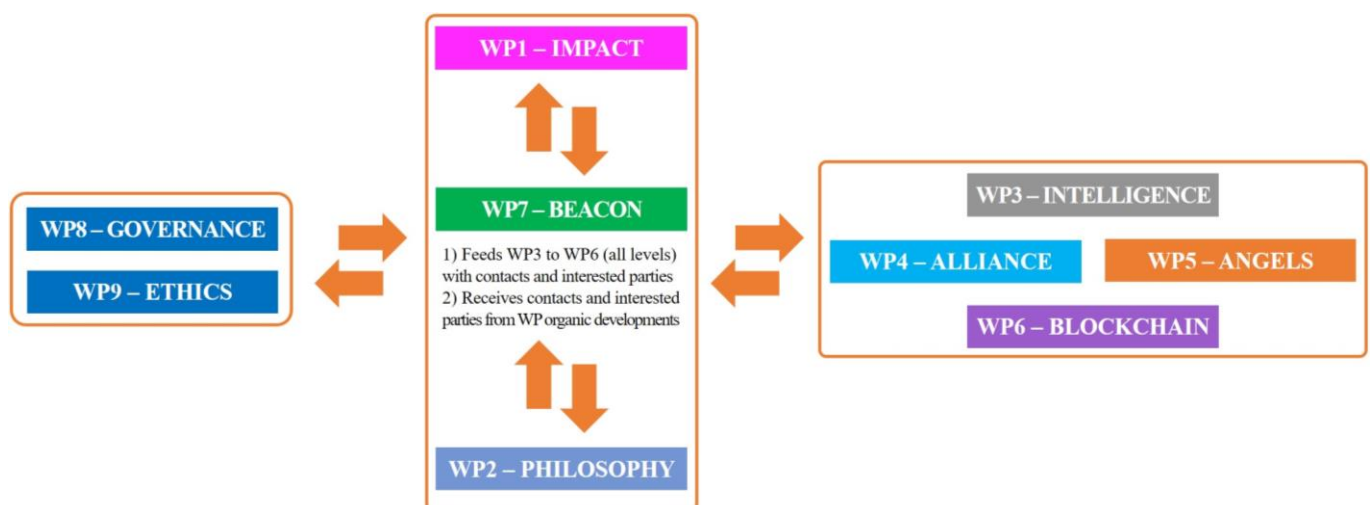 WP1 – IMPACT
WP7 – BEACON
1) Feeds WP3 to WP6 (all levels)
with contacts and interested parties
2) Receives contacts and interested
parties from WP organic developments
WP2 – PHILOSOPHY
WP8 – GOVERNANCE
WP9 – ETHICS
WP3 – INTELLIGENCE
WP4 – ALLIANCE
WP5 – ANGELS
WP6 – BLOCKCHAIN